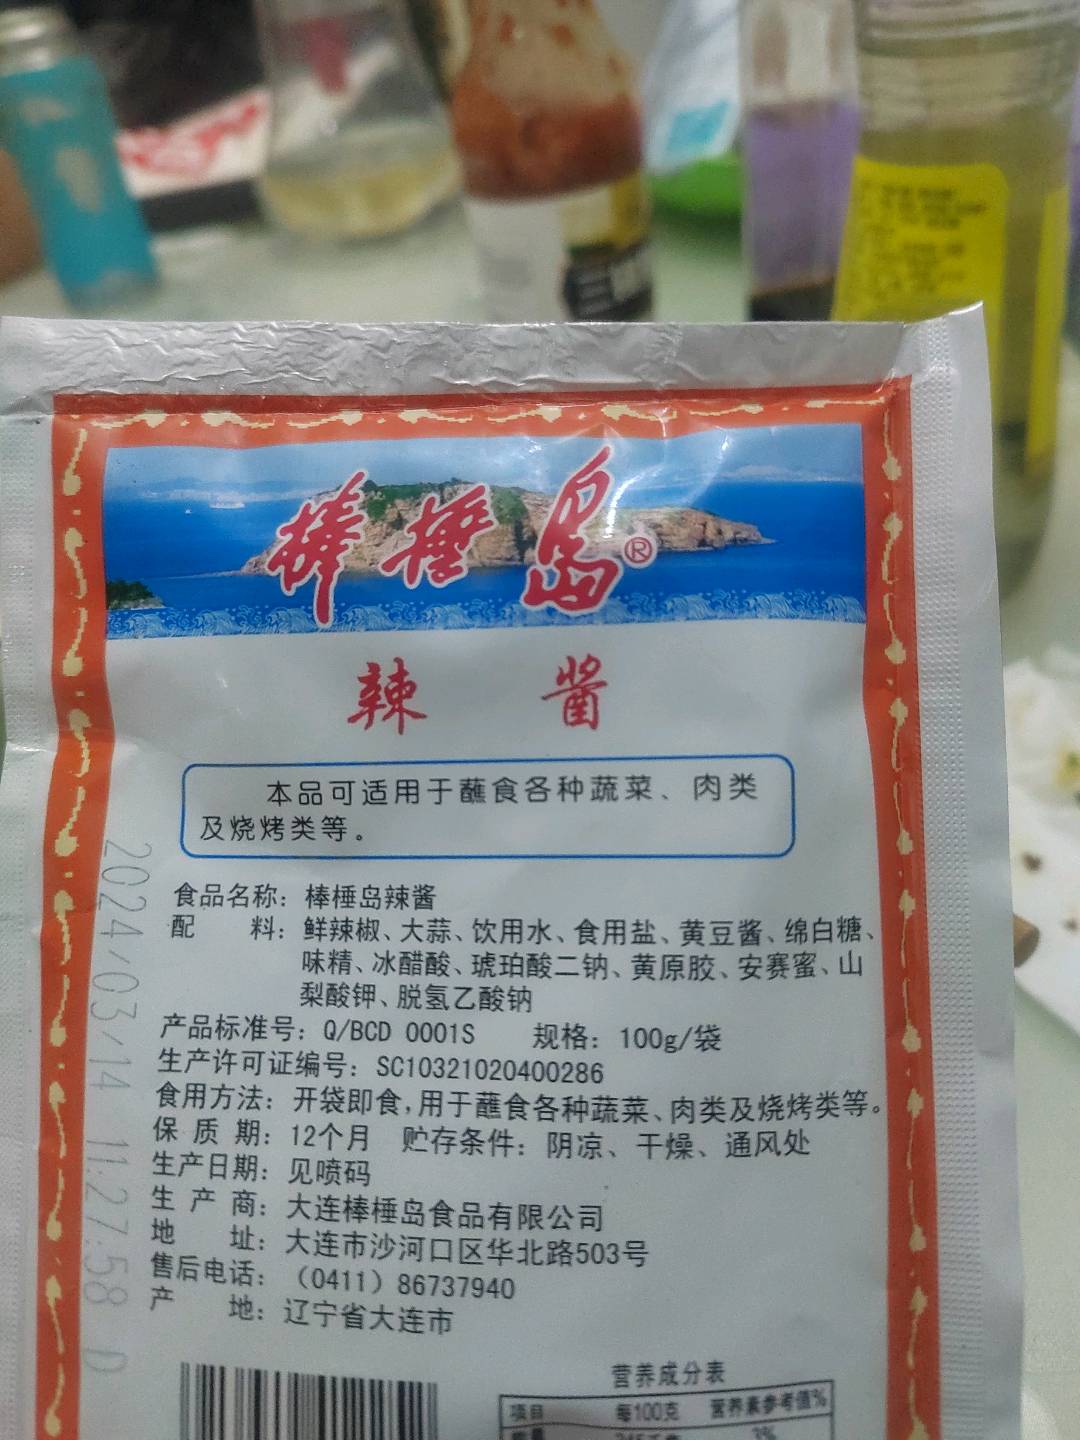 棒棰岛®
辣 酱
本品可适用于蘸食各种蔬菜、肉类
及烧烤类等。
食品名称：棒棰岛辣酱
配 料：鲜辣椒、大蒜、饮用水、食用盐、黄豆酱、绵白糖、
味精、冰醋酸、琥珀酸二钠、黄原胶、安赛蜜、山
梨酸钾、脱氢乙酸钠
产品标准号：Q/BCD 0001S 规格：100g/袋
生产许可证编号：SC10321020400286
食用方法：开袋即食，用于蘸食各种蔬菜、肉类及烧烤类等。
保 质 期：12个月 贮存条件：阴凉、干燥、通风处
生产日期：见喷码
生 产 商：大连棒棰岛食品有限公司
地 址：大连市沙河口区华北路503号
售后电话：（0411）86737940
产 地：辽宁省大连市
营养成分表
项目 每100克 营养素参考值%
2024/03/14 11:27:58 D